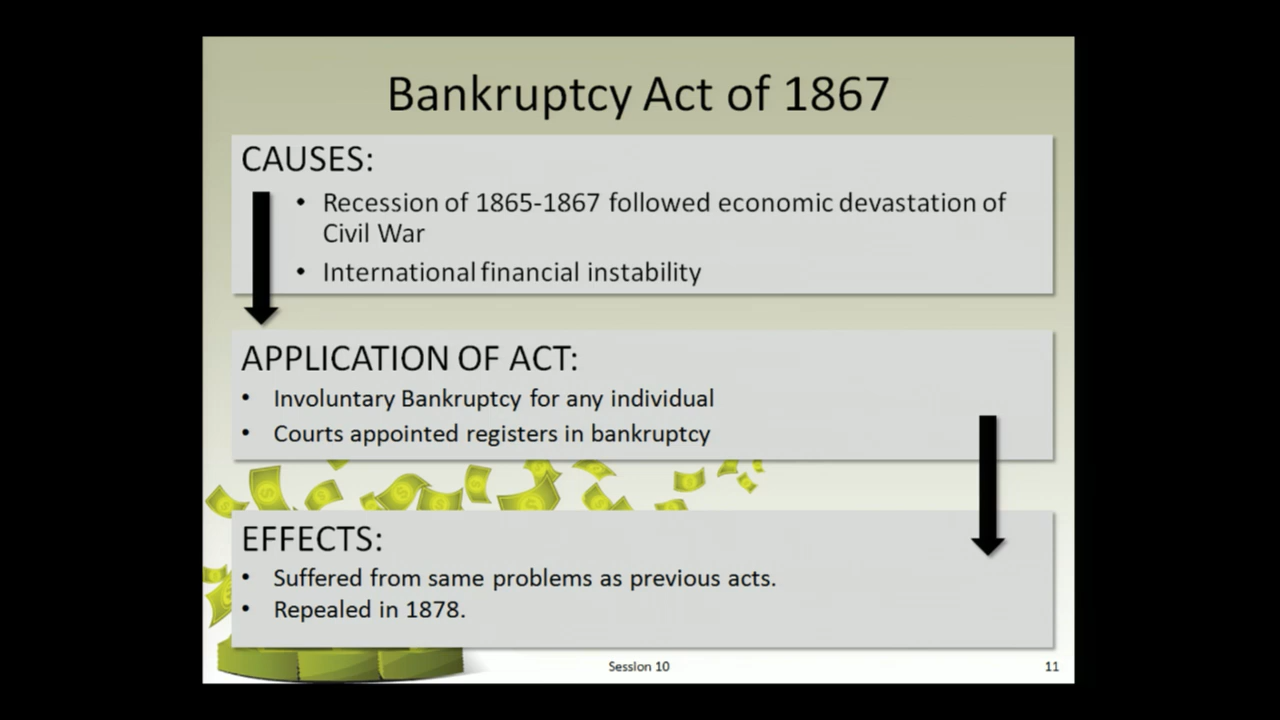 Bankruptcy Act of 1867
CAUSES:
• Recession of 1865-1867 followed economic devastation of
Civil War
• International financial instability
APPLICATION OF ACT:
• Involuntary Bankruptcy for any individual
• Courts appointed registers in bankruptcy
EFFECTS:
• Suffered from same problems as previous acts.
• Repealed in 1878.
Session 10
11